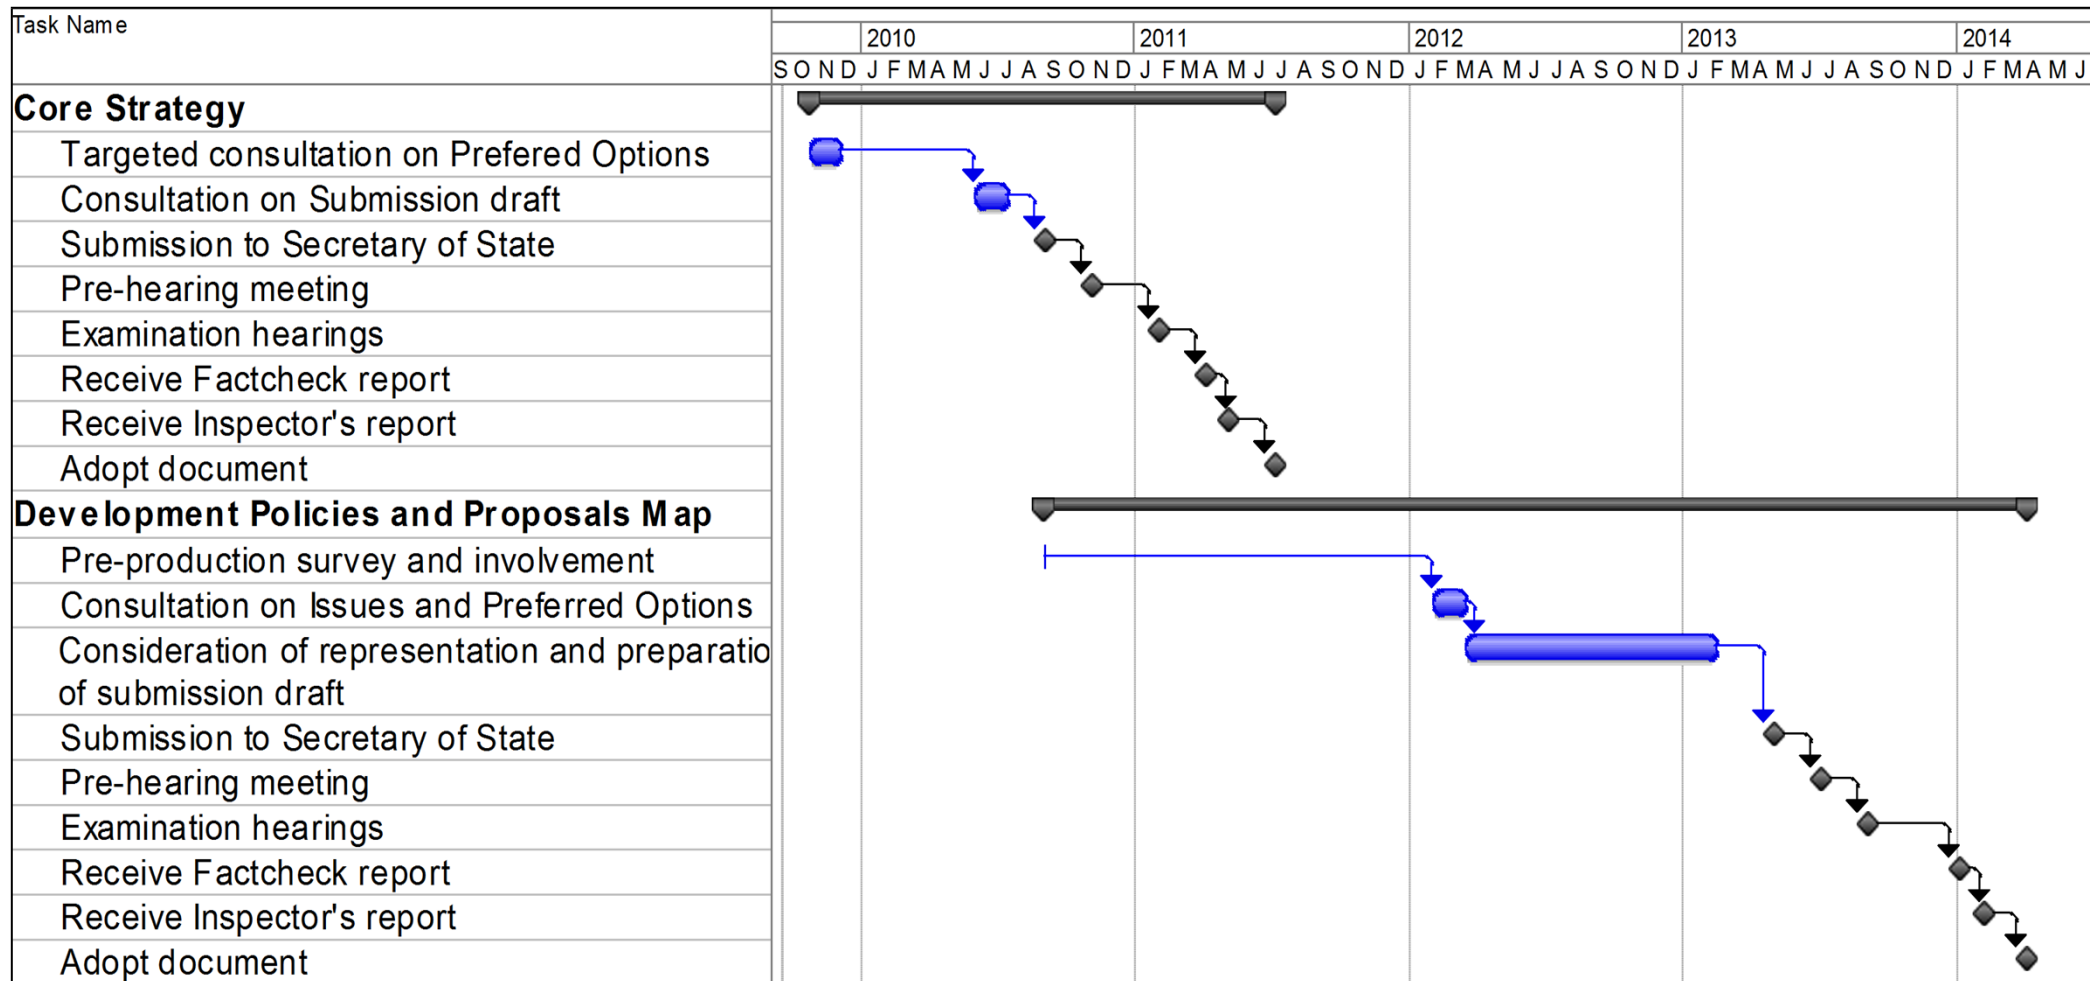 Task Name
2010 2011 2012 2013 2014
S O N D J F M A M J J A S O N D J F M A M J J A S O N D J F M A M J J A S O N D J F M A M J J A S O N D J F M A M J
Core Strategy
Targeted consultation on Prefered Options
Consultation on Submission draft
Submission to Secretary of State
Pre-hearing meeting
Examination hearings
Receive Factcheck report
Receive Inspector's report
Adopt document
Development Policies and Proposals Map
Pre-production survey and involvement
Consultation on Issues and Preferred Options
Consideration of representation and preparatio
of submission draft
Submission to Secretary of State
Pre-hearing meeting
Examination hearings
Receive Factcheck report
Receive Inspector's report
Adopt document